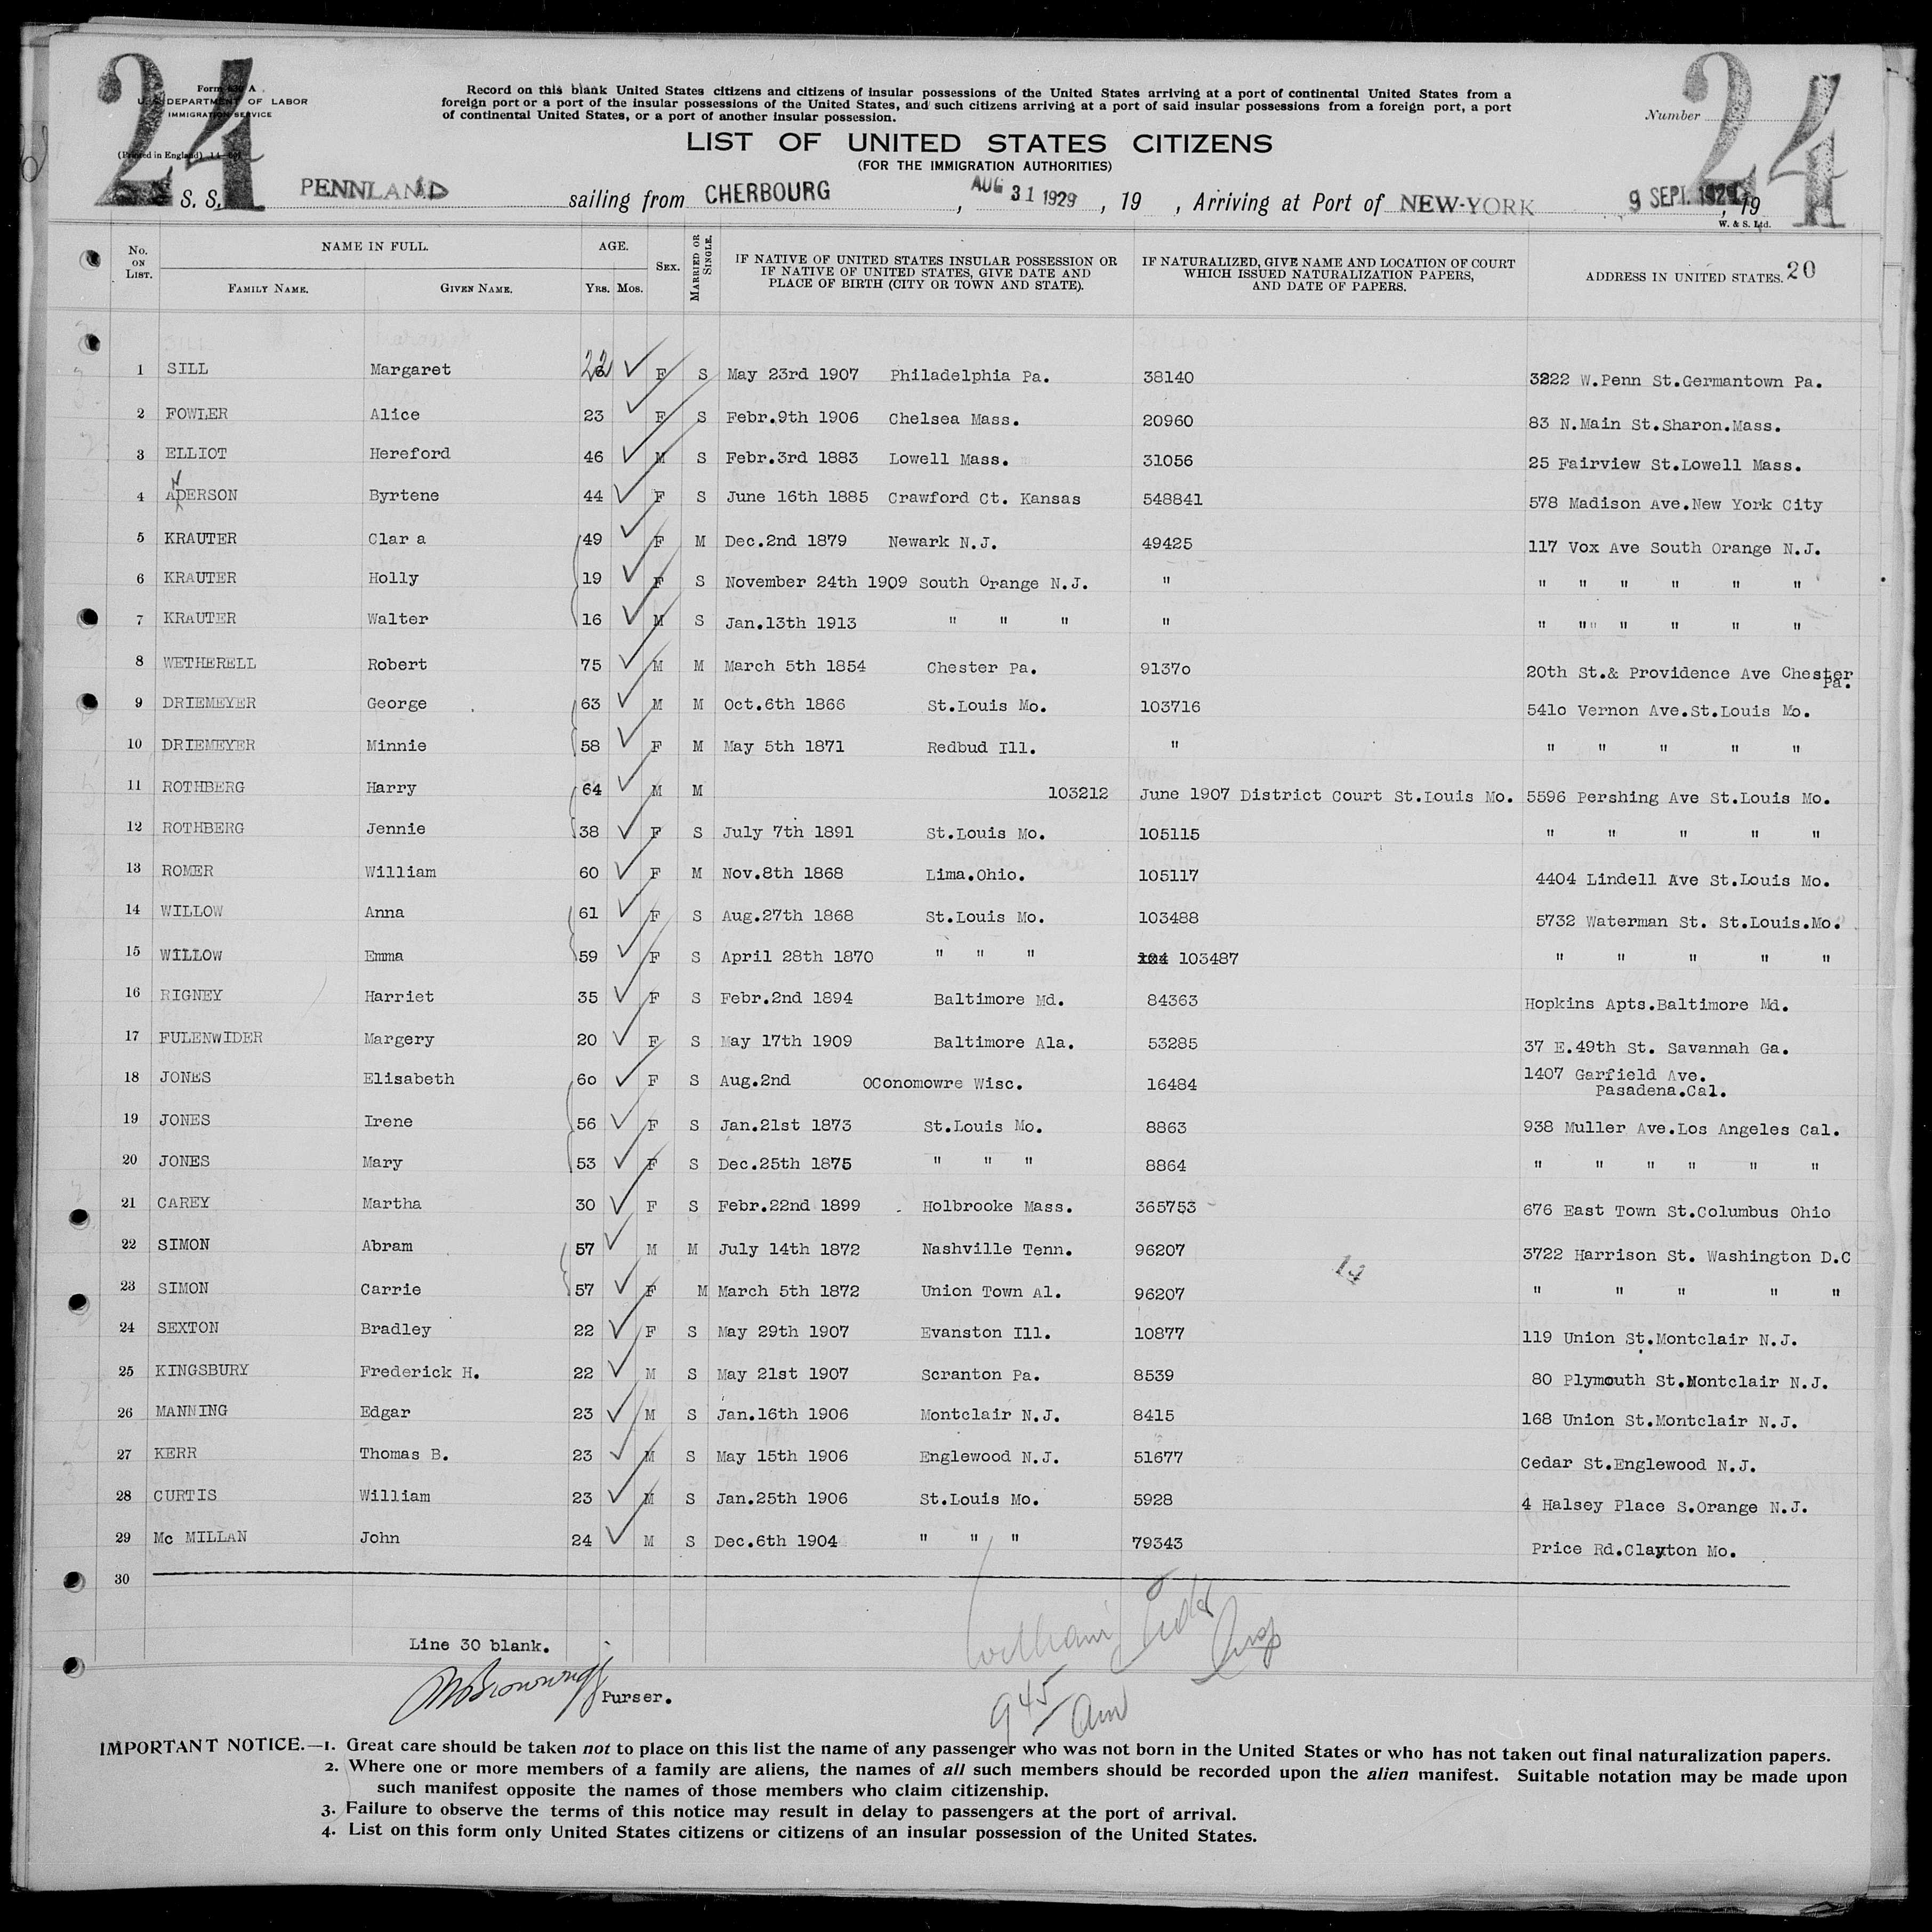 24
24
Form 630 A
U. S. DEPARTMENT OF LABOR
IMMIGRATION SERVICE
(Printed in England)
Record on this blank United States citizens and citizens of insular possessions of the United States arriving at a port of continental United States from a
foreign port or a port of the insular possessions of the United States, and such citizens arriving at a port of said insular possessions from a foreign port, a port
of continental United States, or a port of another insular possession.
Number
LIST OF UNITED STATES CITIZENS
(FOR THE IMMIGRATION AUTHORITIES)
S. S. PENNLAND sailing from CHERBOURG , AUG 31 1929 , 19 , Arriving at Port of NEW-YORK 9 SEPT. 1929 , 19
W. & S. Ltd.
No. ON LIST. NAME IN FULL. FAMILY NAME. GIVEN NAME. AGE. YRS. MOS. SEX. MARRIED OR SINGLE. IF NATIVE OF UNITED STATES INSULAR POSSESSION OR IF NATIVE OF UNITED STATES, GIVE DATE AND PLACE OF BIRTH (CITY OR TOWN AND STATE). IF NATURALIZED, GIVE NAME AND LOCATION OF COURT WHICH ISSUED NATURALIZATION PAPERS, AND DATE OF PAPERS. ADDRESS IN UNITED STATES. 20
1 SILL Margaret 22 F S May 23rd 1907 Philadelphia Pa. 38140 3222 W.Penn St.Germantown Pa.
2 FOWLER Alice 23 F S Febr.9th 1906 Chelsea Mass. 20960 83 N.Main St.Sharon.Mass.
3 ELLIOT Hereford 46 M S Febr.3rd 1883 Lowell Mass. 31056 25 Fairview St.Lowell Mass.
4 ANDERSON Byrtene 44 F S June 16th 1885 Crawford Ct. Kansas 548841 578 Madison Ave.New York City
5 KRAUTER Clar a 49 F M Dec.2nd 1879 Newark N.J. 49425 117 Vox Ave South Orange N.J.
6 KRAUTER Holly 19 F S November 24th 1909 South Orange N.J. " " " " " " "
7 KRAUTER Walter 16 M S Jan.13th 1913 " " " " " "" " " " "
8 WETHERELL Robert 75 M M March 5th 1854 Chester Pa. 91370 20th St.& Providence Ave Chester Pa.
9 DRIEMEYER George 63 M M Oct.6th 1866 St.Louis Mo. 103716 5410 Vernon Ave.St.Louis Mo.
10 DRIEMEYER Minnie 58 F M May 5th 1871 Redbud Ill. " " " " " "
11 ROTHBERG Harry 64 M M 103212 June 1907 District Court St.Louis Mo. 5596 Pershing Ave St.Louis Mo.
12 ROTHBERG Jennie 38 F S July 7th 1891 St.Louis Mo. 105115 " " " " "
13 ROMER William 60 F M Nov.8th 1868 Lima.Ohio. 105117 4404 Lindell Ave St.Louis Mo.
14 WILLOW Anna 61 F S Aug.27th 1868 St.Louis Mo. 103488 5732 Waterman St. St.Louis.Mo.
15 WILLOW Emma 59 F S April 28th 1870 " " " 103487 " " " " "
16 RIGNEY Harriet 35 F S Febr.2nd 1894 Baltimore Md. 84363 Hopkins Apts.Baltimore Md.
17 FULENWIDER Margery 20 F S May 17th 1909 Baltimore Ala. 53285 37 E.49th St. Savannah Ga.
18 JONES Elisabeth 60 F S Aug.2nd OConomowre Wisc. 16484 1407 Garfield Ave. Pasadena.Cal.
19 JONES Irene 56 F S Jan.21st 1873 St.Louis Mo. 8863 938 Muller Ave.Los Angeles Cal.
20 JONES Mary 53 F S Dec.25th 1875 " " " 8864 " " " " " "
21 CAREY Martha 30 F S Febr.22nd 1899 Holbrooke Mass. 365753 676 East Town St.Columbus Ohio
22 SIMON Abram 57 M M July 14th 1872 Nashville Tenn. 96207 3722 Harrison St. Washington D.C
23 SIMON Carrie 57 F M March 5th 1872 Union Town Al. 96207 " " " " "
24 SEXTON Bradley 22 F S May 29th 1907 Evanston Ill. 10877 119 Union St.Montclair N.J.
25 KINGSBURY Frederick H. 22 M S May 21st 1907 Scranton Pa. 8539 80 Plymouth St.Montclair N.J.
26 MANNING Edgar 23 M S Jan.16th 1906 Montclair N.J. 8415 168 Union St.Montclair N.J.
27 KERR Thomas B. 23 M S May 15th 1906 Englewood N.J. 51677 Cedar St.Englewood N.J.
28 CURTIS William 23 M S Jan.25th 1906 St.Louis Mo. 5928 4 Halsey Place S.Orange N.J.
29 Mc MILLAN John 24 M S Dec.6th 1904 " " " 79343 Price Rd.Clayton Mo.
30
Line 30 blank.
William Insp
Purser.
9 45 am
IMPORTANT NOTICE.—1. Great care should be taken not to place on this list the name of any passenger who was not born in the United States or who has not taken out final naturalization papers.
2. Where one or more members of a family are aliens, the names of all such members should be recorded upon the alien manifest. Suitable notation may be made upon
such manifest opposite the names of those members who claim citizenship.
3. Failure to observe the terms of this notice may result in delay to passengers at the port of arrival.
4. List on this form only United States citizens or citizens of an insular possession of the United States.